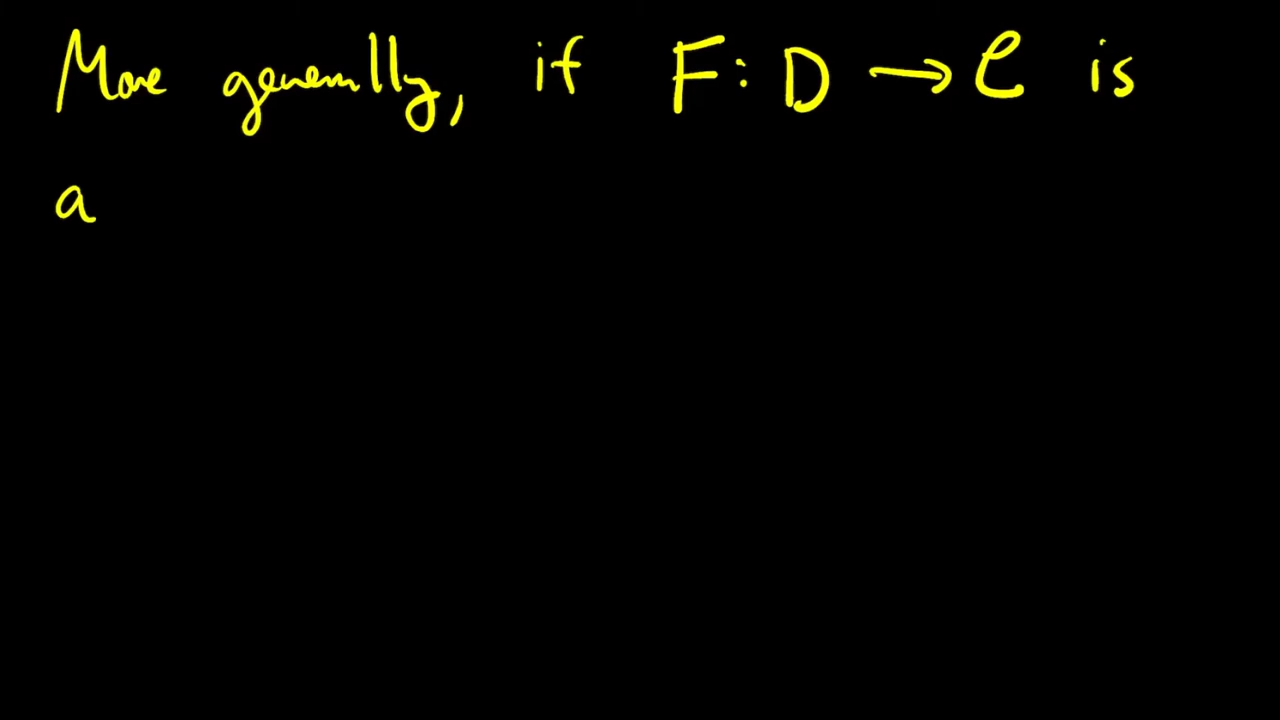 More generally, if F: D → C is
a